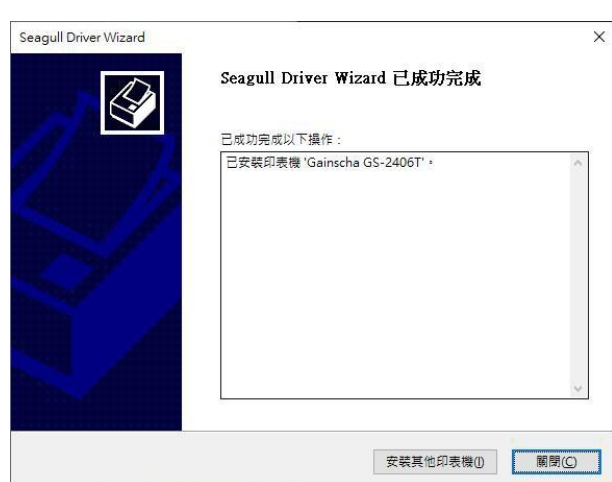 Seagull Driver Wizard
Seagull Driver Wizard 已成功完成
已成功完成以下操作：
已安裝印表機 'Gainscha GS-2406T'。
安裝其他印表機(I)
關閉(C)